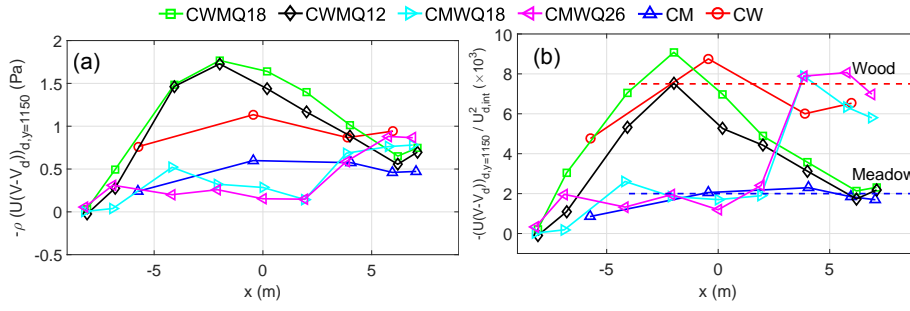 CWMQ18 CWMQ12 CMWQ18 CMWQ26 CM CW
(a)
-ρ (U(V-V_d))_{d,y=1150} (Pa)
2
1.5
1
0.5
0
-0.5
-5 0 5
x (m)
(b)
-(U(V-V_d))_{d,y=1150} / U²_{d,int} (×10³)
10
8
6
4
2
0
Wood
Meadow
-5 0 5
x (m)